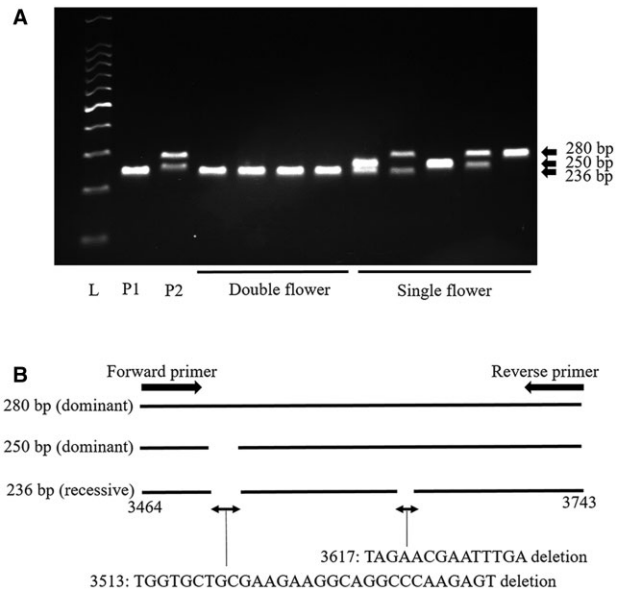 A
280 bp
250 bp
236 bp
L P1 P2 Double flower Single flower
B
Forward primer Reverse primer
280 bp (dominant)
250 bp (dominant)
236 bp (recessive)
3464 3743
3617: TAGAACGAATTTGA deletion
3513: TGGTGCTGCGAAGAAGGCAGGCCCAAGAGT deletion